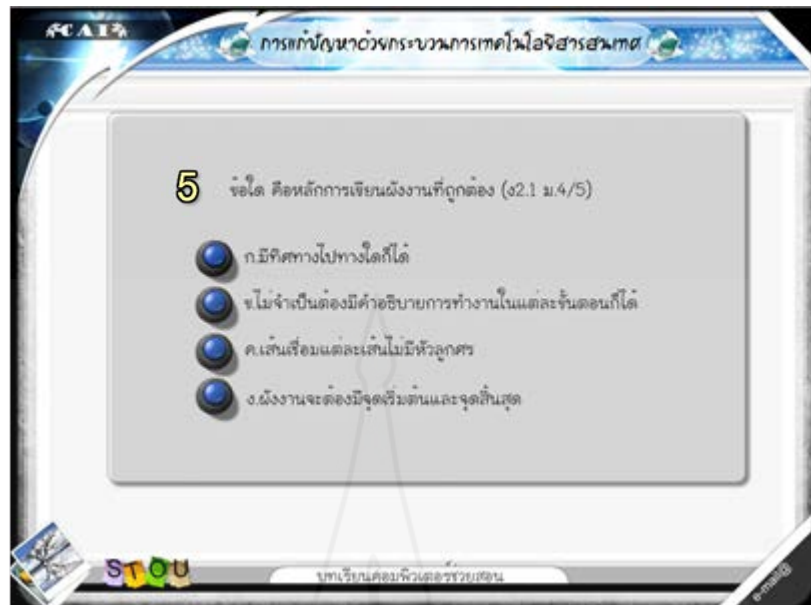 CAI
การแก้ปัญหาด้วยกระบวนการเทคโนโลยีสารสนเทศ
5 ข้อใด คือหลักการเขียนผังงานที่ถูกต้อง (ง2.1 ม.4/5)
ก.มีทิศทางไปทางใดก็ได้
ข.ไม่จำเป็นต้องมีคำอธิบายการทำงานในแต่ละขั้นตอนก็ได้
ค.เส้นเชื่อมแต่ละเส้นไม่มีหัวลูกศร
ง.ผังงานจะต้องมีจุดเริ่มต้นและจุดสิ้นสุด
STOU
บทเรียนคอมพิวเตอร์ช่วยสอน
e-mail@